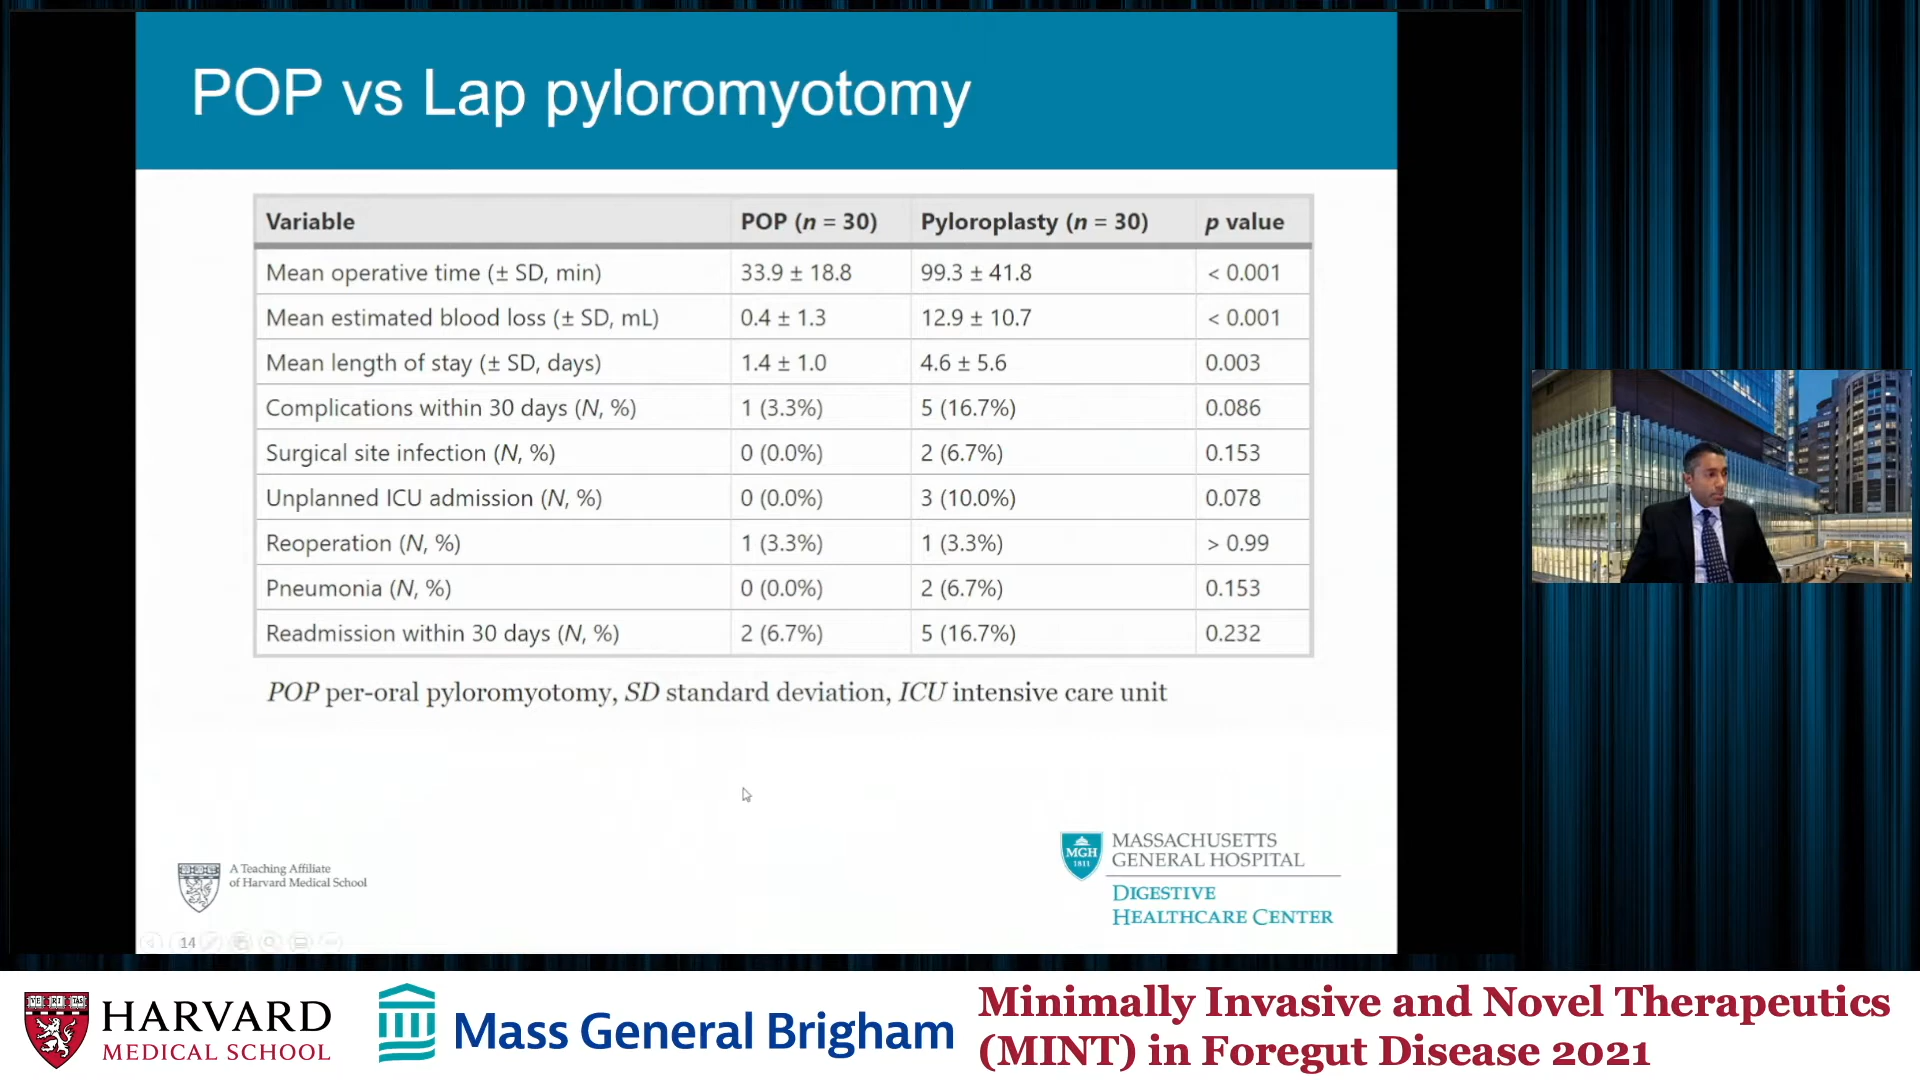 POP vs Lap pyloromyotomy
Variable POP (n = 30) Pyloroplasty (n = 30) p value
Mean operative time (± SD, min) 33.9 ± 18.8 99.3 ± 41.8 < 0.001
Mean estimated blood loss (± SD, mL) 0.4 ± 1.3 12.9 ± 10.7 < 0.001
Mean length of stay (± SD, days) 1.4 ± 1.0 4.6 ± 5.6 0.003
Complications within 30 days (N, %) 1 (3.3%) 5 (16.7%) 0.086
Surgical site infection (N, %) 0 (0.0%) 2 (6.7%) 0.153
Unplanned ICU admission (N, %) 0 (0.0%) 3 (10.0%) 0.078
Reoperation (N, %) 1 (3.3%) 1 (3.3%) > 0.99
Pneumonia (N, %) 0 (0.0%) 2 (6.7%) 0.153
Readmission within 30 days (N, %) 2 (6.7%) 5 (16.7%) 0.232
POP per-oral pyloromyotomy, SD standard deviation, ICU intensive care unit
A Teaching Affiliate
of Harvard Medical School
MGH
1811
MASSACHUSETTS
GENERAL HOSPITAL
DIGESTIVE
HEALTHCARE CENTER
14
VE RI TAS
HARVARD
MEDICAL SCHOOL
Mass General Brigham
Minimally Invasive and Novel Therapeutics
(MINT) in Foregut Disease 2021